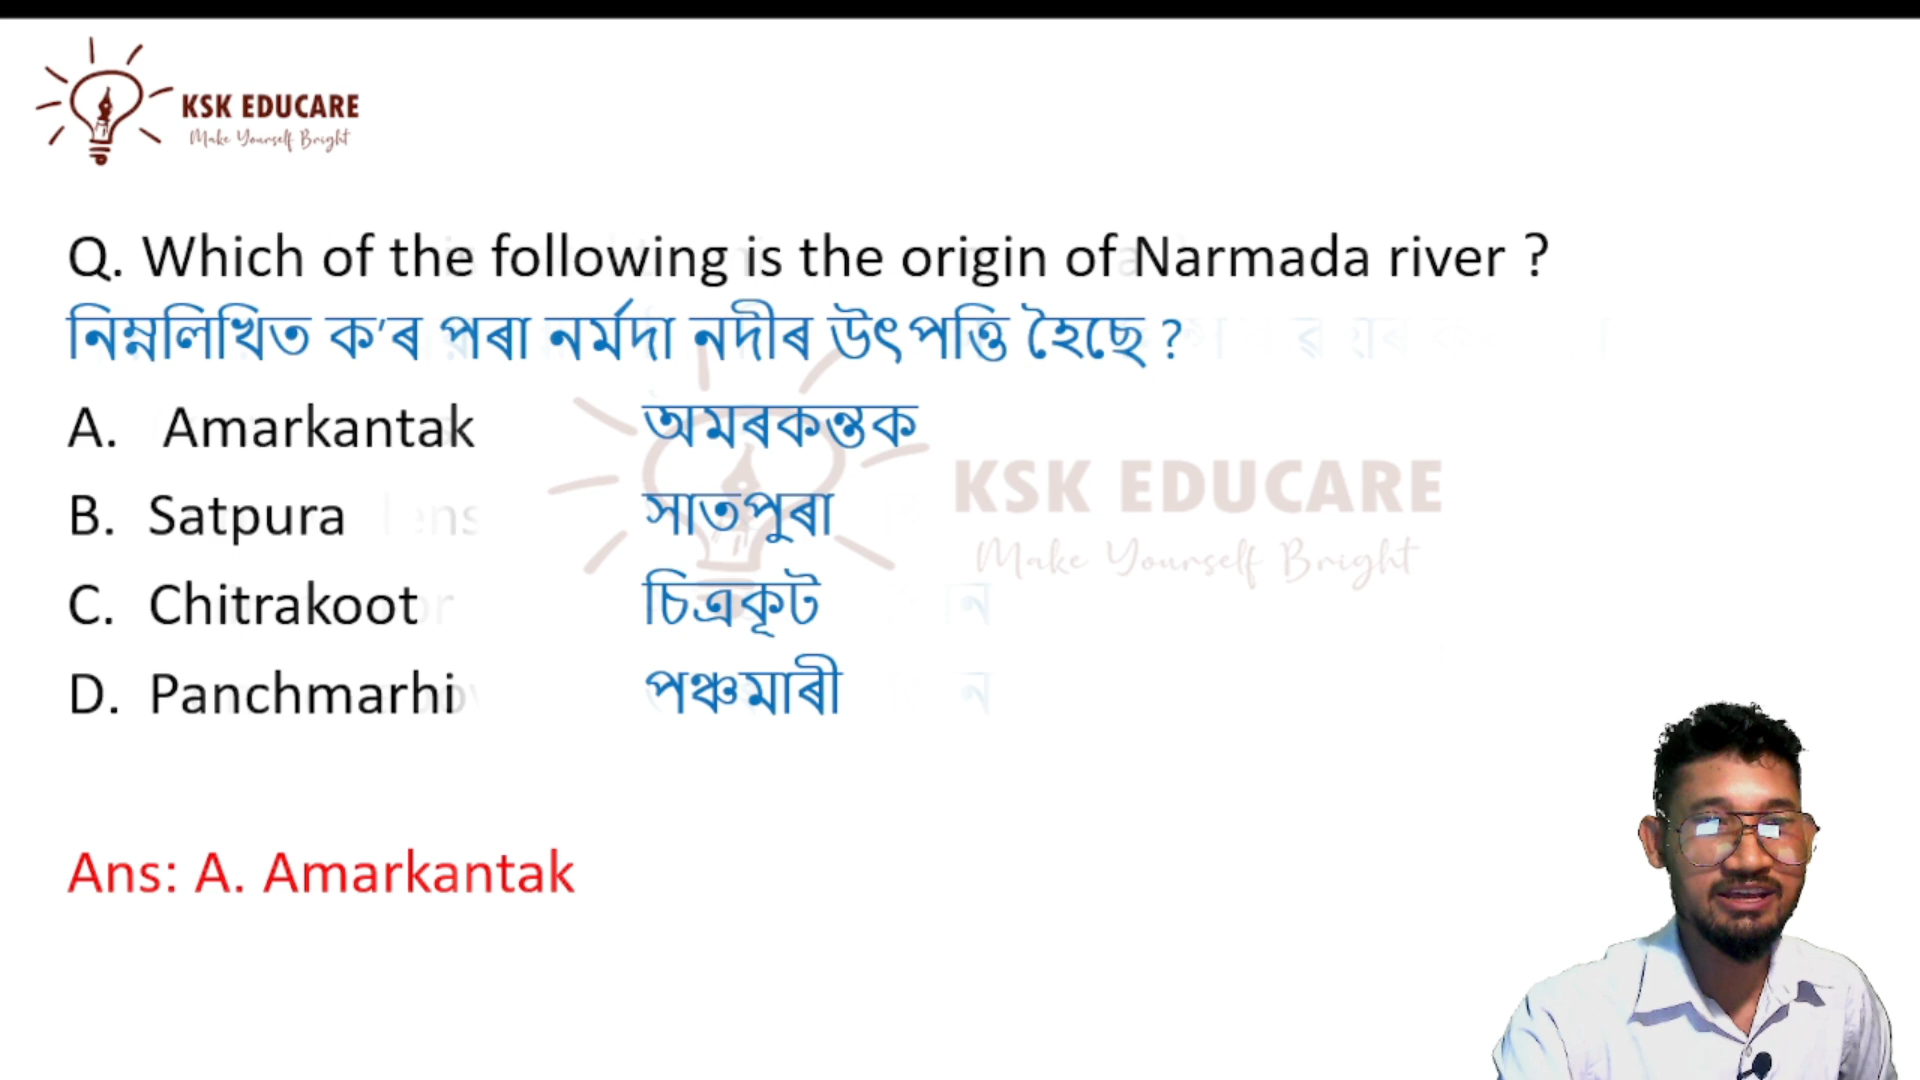 KSK EDUCARE
Make Yourself Bright
Q. Which of the following is the origin of Narmada river ?
নিম্নলিখিত ক’ৰ পৰা নৰ্মদা নদীৰ উৎপত্তি হৈছে ?
A. Amarkantak অমৰকন্তক
B. Satpura সাতপুৰা
KSK EDUCARE
Make Yourself Bright
C. Chitrakoot চিত্ৰকূট
D. Panchmarhi পঞ্চমাৰী
Ans: A. Amarkantak